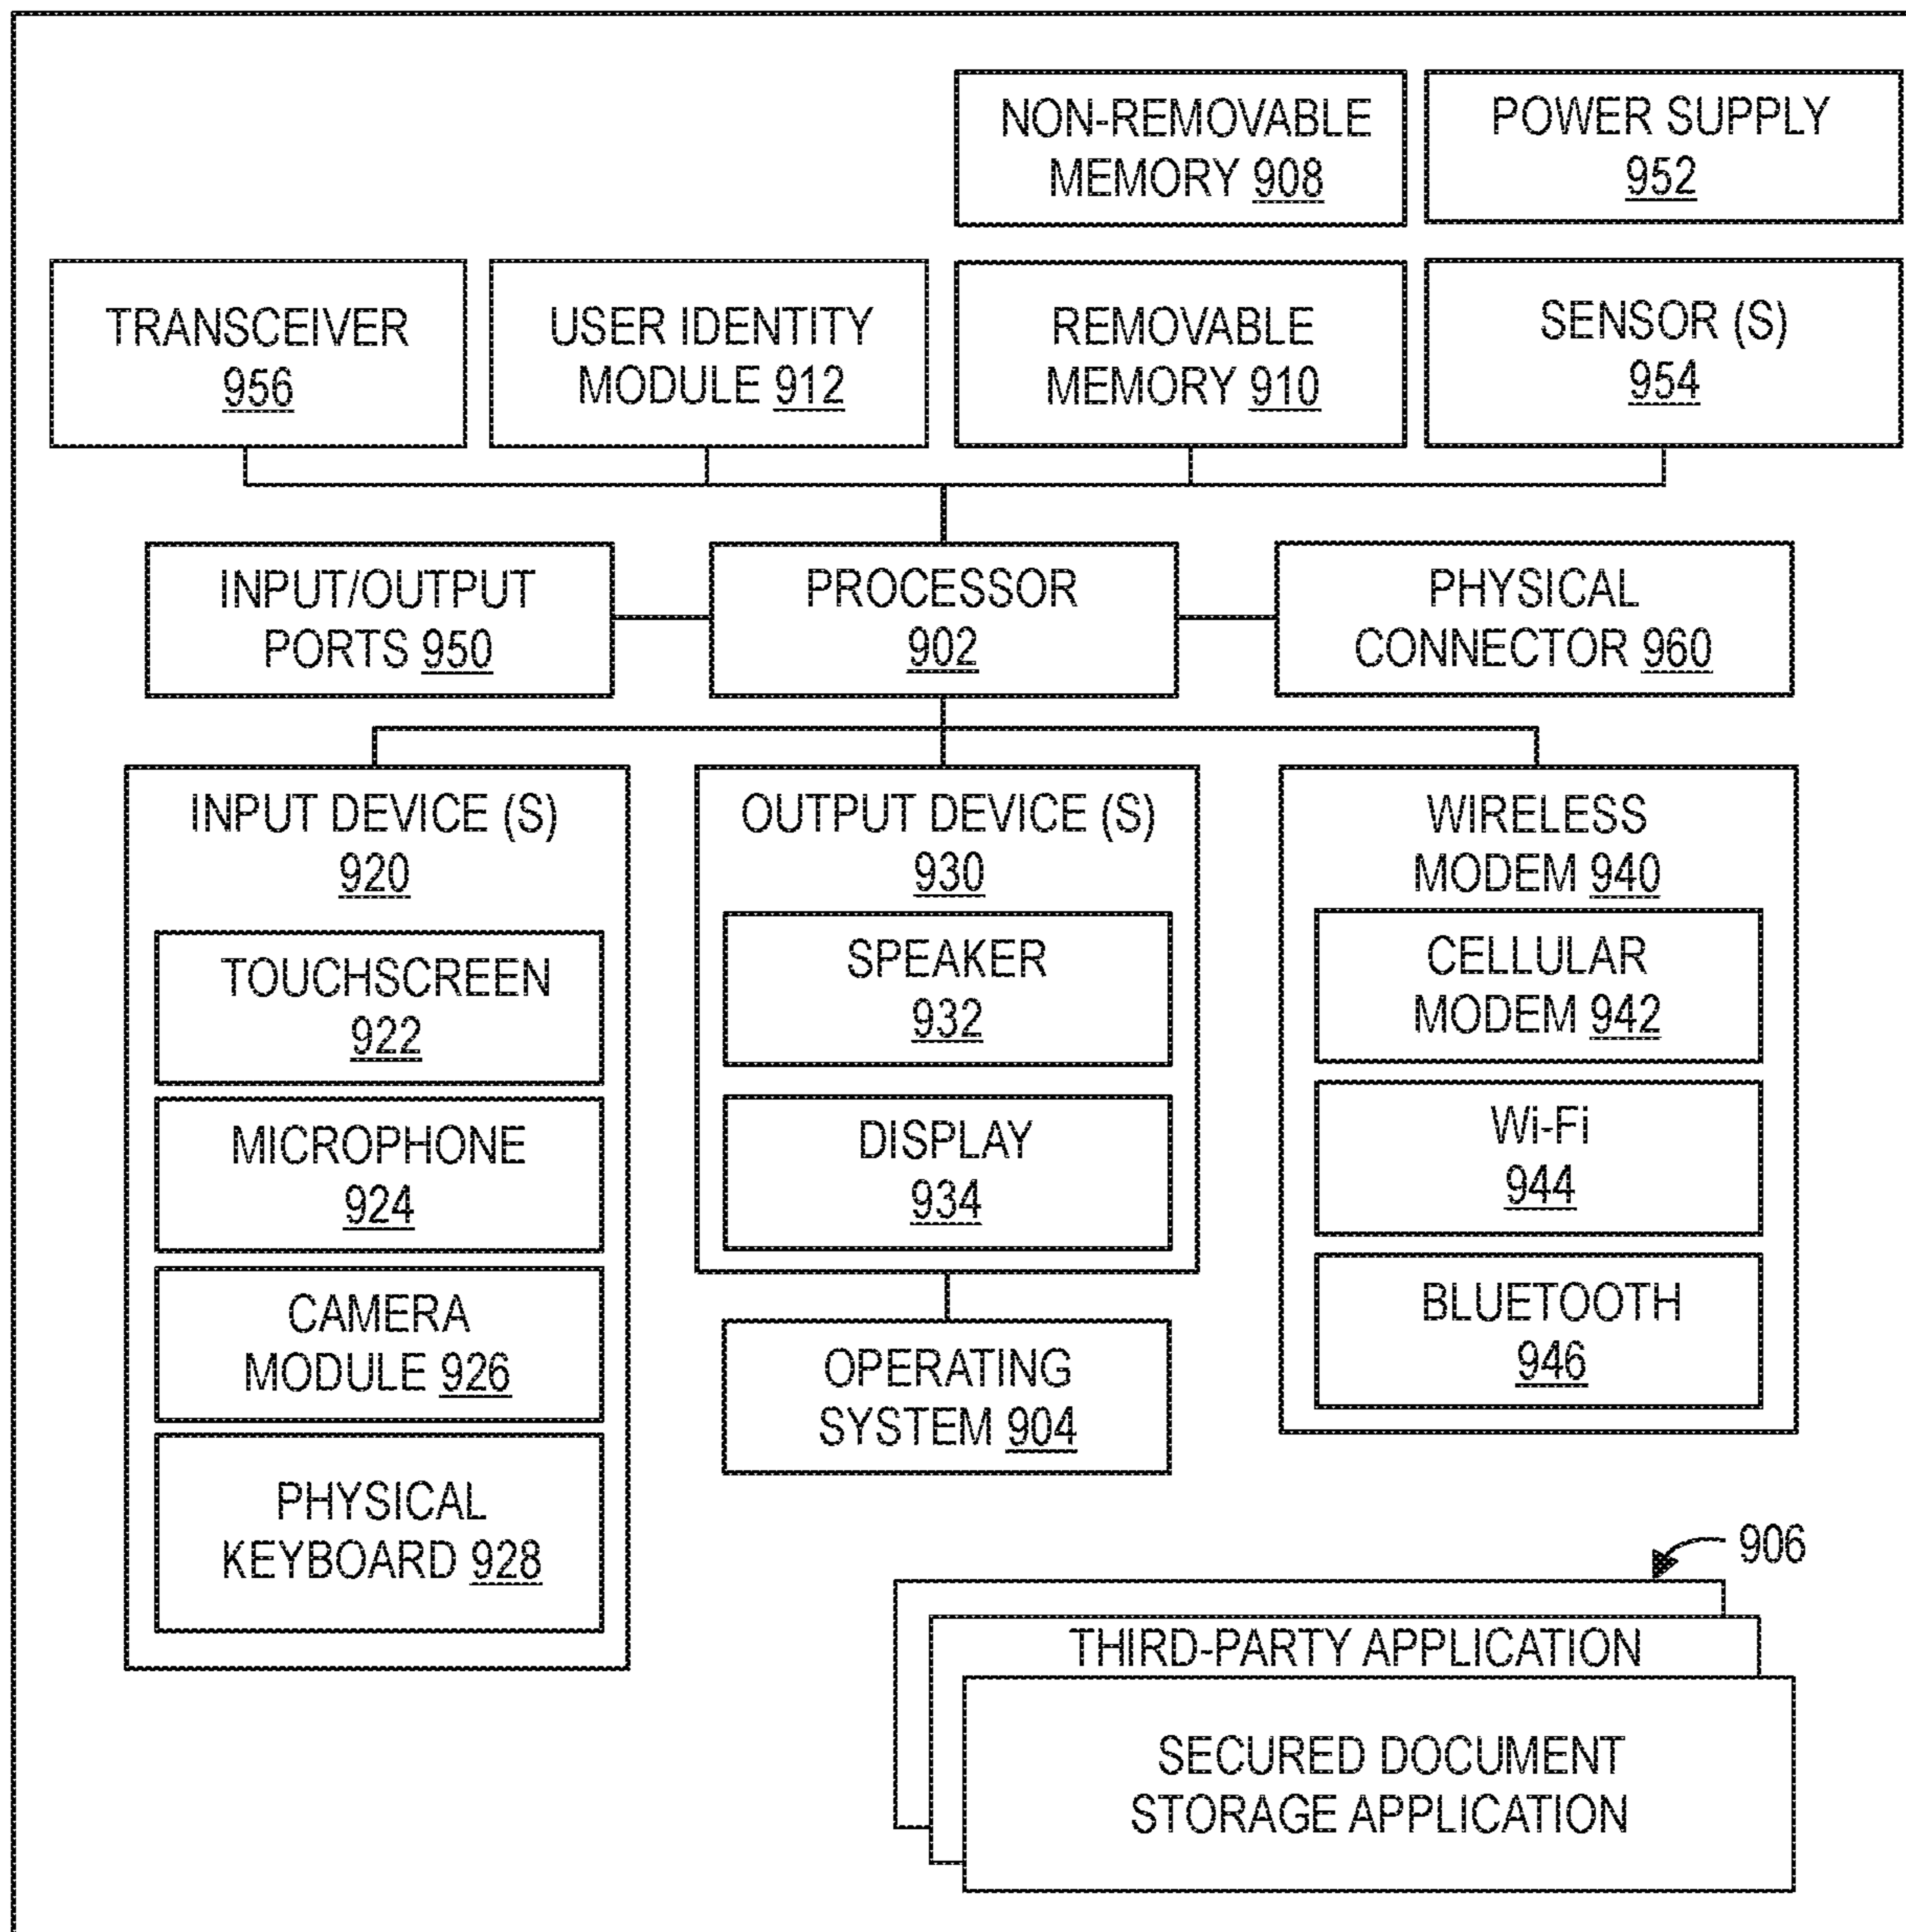 NON-REMOVABLE
MEMORY 908
POWER SUPPLY
952
TRANSCEIVER
956
USER IDENTITY
MODULE 912
REMOVABLE
MEMORY 910
SENSOR (S)
954
INPUT/OUTPUT
PORTS 950
PROCESSOR
902
PHYSICAL
CONNECTOR 960
INPUT DEVICE (S)
920
TOUCHSCREEN
922
MICROPHONE
924
CAMERA
MODULE 926
PHYSICAL
KEYBOARD 928
OUTPUT DEVICE (S)
930
SPEAKER
932
DISPLAY
934
OPERATING
SYSTEM 904
WIRELESS
MODEM 940
CELLULAR
MODEM 942
Wi-Fi
944
BLUETOOTH
946
906
THIRD-PARTY APPLICATION
SECURED DOCUMENT
STORAGE APPLICATION